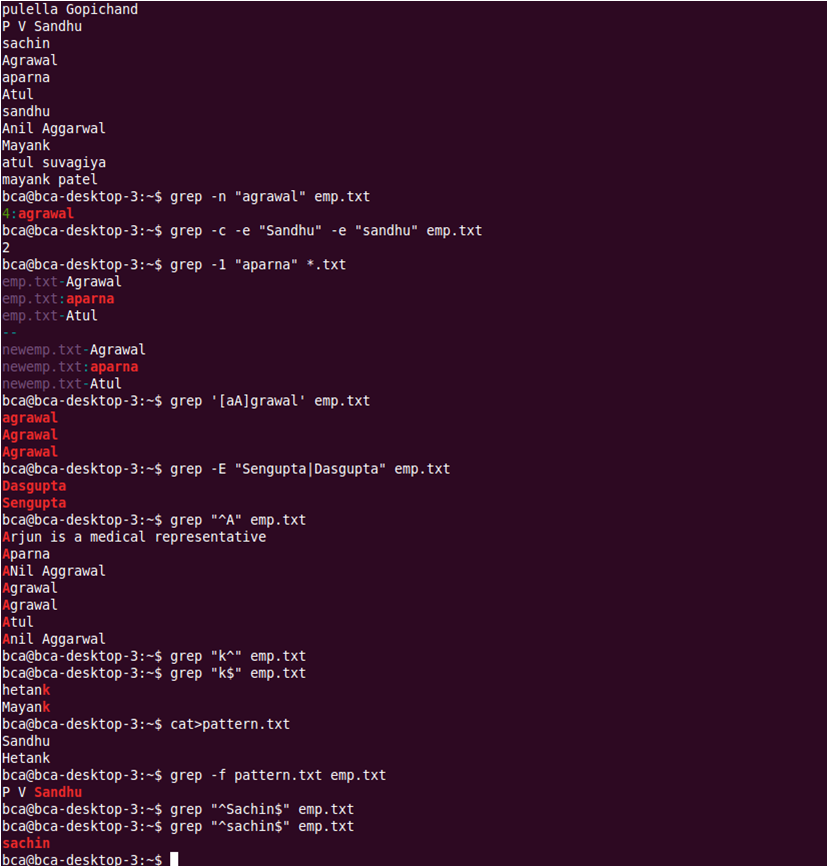 pulella Gopichand
P V Sandhu
sachin
Agrawal
aparna
Atul
sandhu
Anil Aggarwal
Mayank
atul suvagiya
mayank patel
bca@bca-desktop-3:~$ grep -n "agrawal" emp.txt
4:agrawal
bca@bca-desktop-3:~$ grep -c -e "Sandhu" -e "sandhu" emp.txt
2
bca@bca-desktop-3:~$ grep -1 "aparna" *.txt
emp.txt-Agrawal
emp.txt:aparna
emp.txt-Atul
--
newemp.txt-Agrawal
newemp.txt:aparna
newemp.txt-Atul
bca@bca-desktop-3:~$ grep '[aA]grawal' emp.txt
agrawal
Agrawal
Agrawal
bca@bca-desktop-3:~$ grep -E "Sengupta|Dasgupta" emp.txt
Dasgupta
Sengupta
bca@bca-desktop-3:~$ grep "^A" emp.txt
Arjun is a medical representative
Aparna
ANil Aggrawal
Agrawal
Agrawal
Atul
Anil Aggarwal
bca@bca-desktop-3:~$ grep "k^" emp.txt
bca@bca-desktop-3:~$ grep "k$" emp.txt
hetank
Mayank
bca@bca-desktop-3:~$ cat>pattern.txt
Sandhu
Hetank
bca@bca-desktop-3:~$ grep -f pattern.txt emp.txt
P V Sandhu
bca@bca-desktop-3:~$ grep "^Sachin$" emp.txt
bca@bca-desktop-3:~$ grep "^sachin$" emp.txt
sachin
bca@bca-desktop-3:~$